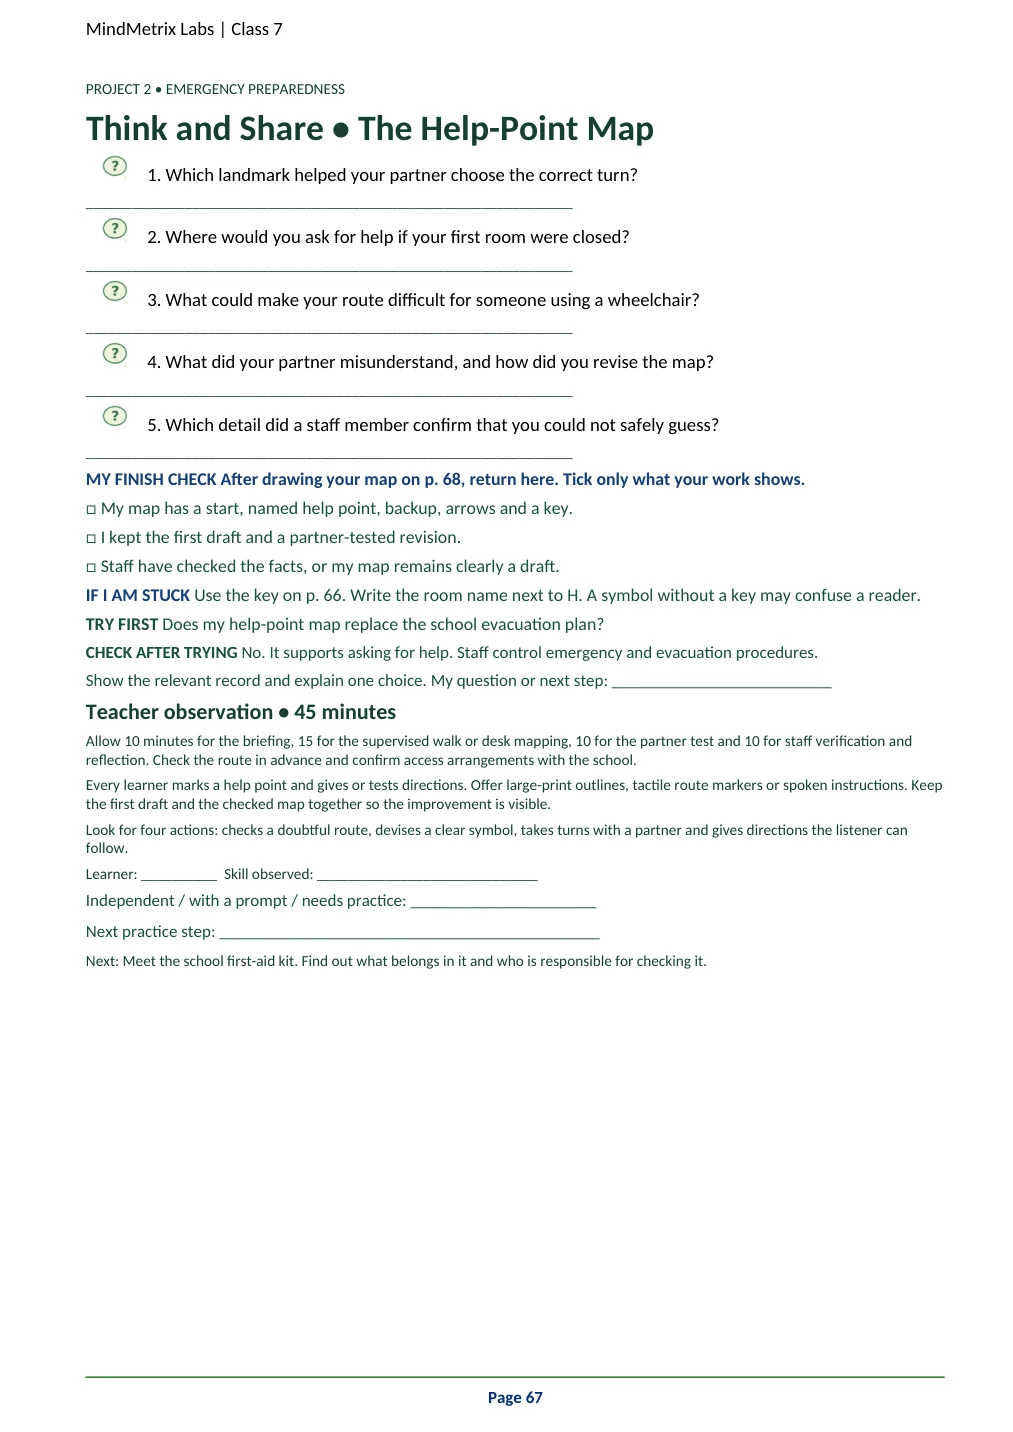 MindMetrix Labs | Class 7
PROJECT 2 ● EMERGENCY PREPAREDNESS
Think and Share ● The Help-Point Map
? 1. Which landmark helped your partner choose the correct turn?
? 2. Where would you ask for help if your first room were closed?
? 3. What could make your route difficult for someone using a wheelchair?
? 4. What did your partner misunderstand, and how did you revise the map?
? 5. Which detail did a staff member confirm that you could not safely guess?
MY FINISH CHECK After drawing your map on p. 68, return here. Tick only what your work shows.
□ My map has a start, named help point, backup, arrows and a key.
□ I kept the first draft and a partner-tested revision.
□ Staff have checked the facts, or my map remains clearly a draft.
IF I AM STUCK Use the key on p. 66. Write the room name next to H. A symbol without a key may confuse a reader.
TRY FIRST Does my help-point map replace the school evacuation plan?
CHECK AFTER TRYING No. It supports asking for help. Staff control emergency and evacuation procedures.
Show the relevant record and explain one choice. My question or next step: __________________________
Teacher observation ● 45 minutes
Allow 10 minutes for the briefing, 15 for the supervised walk or desk mapping, 10 for the partner test and 10 for staff verification and
reflection. Check the route in advance and confirm access arrangements with the school.
Every learner marks a help point and gives or tests directions. Offer large-print outlines, tactile route markers or spoken instructions. Keep
the first draft and the checked map together so the improvement is visible.
Look for four actions: checks a doubtful route, devises a clear symbol, takes turns with a partner and gives directions the listener can
follow.
Learner: __________ Skill observed: _____________________________
Independent / with a prompt / needs practice: ______________________
Next practice step: _____________________________________________
Next: Meet the school first-aid kit. Find out what belongs in it and who is responsible for checking it.
Page 67